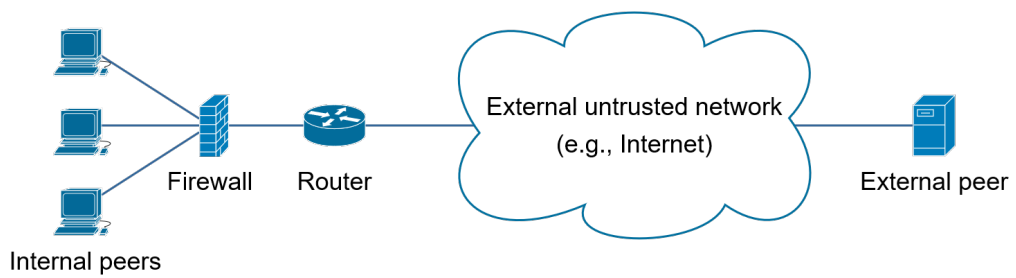 External untrusted network
(e.g., Internet)
Firewall
Router
External peer
Internal peers